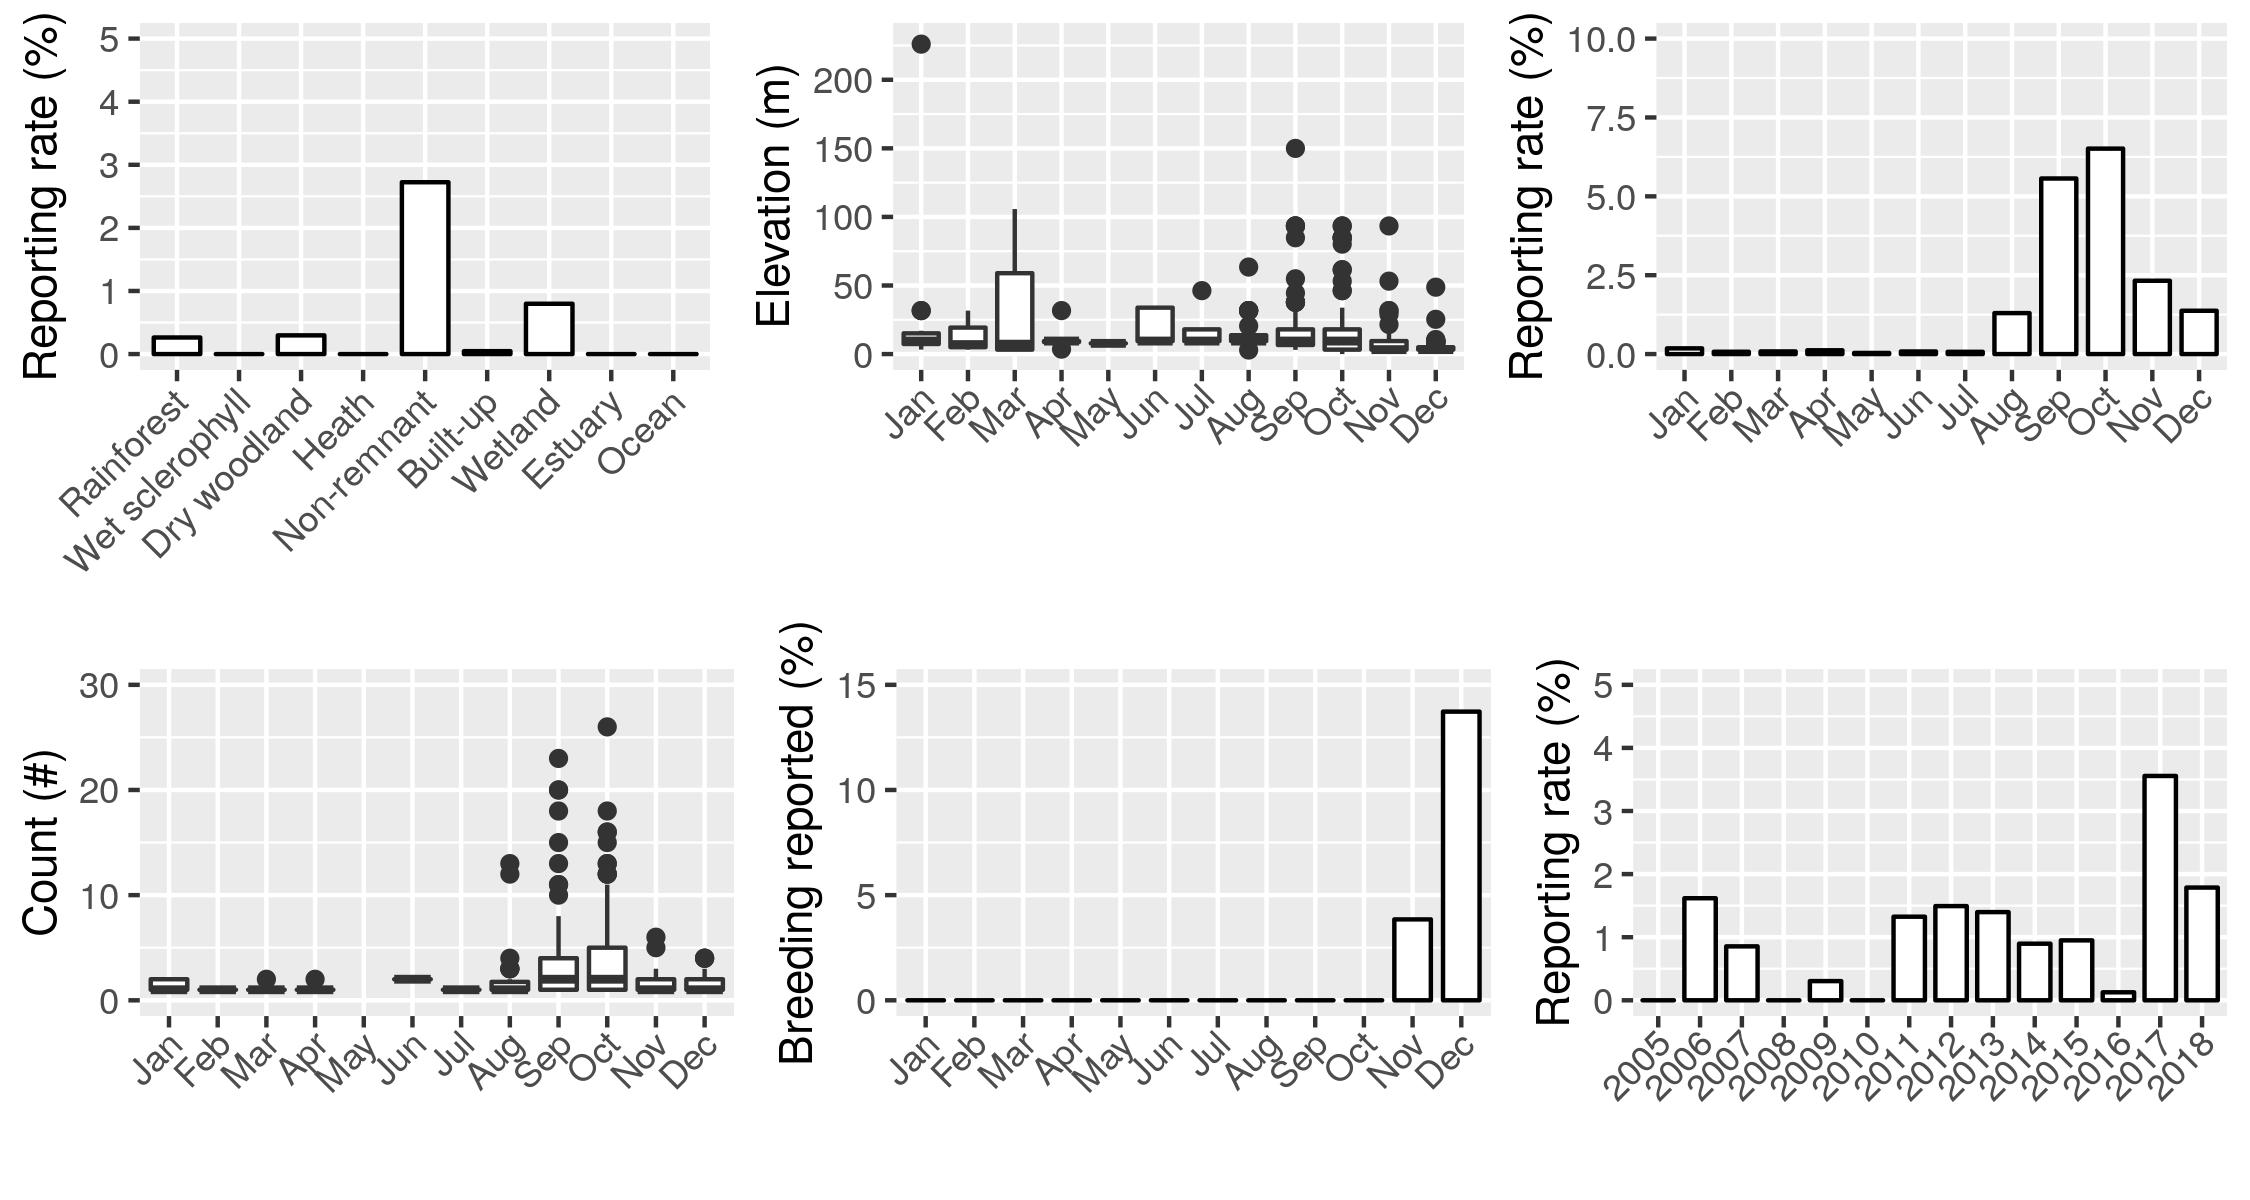 Reporting rate (%)
5
4
3
2
1
0
Rainforest
Wet sclerophyll
Dry woodland
Heath
Non-remnant
Built-up
Wetland
Estuary
Ocean
Elevation (m)
200
150
100
50
0
Jan
Feb
Mar
Apr
May
Jun
Jul
Aug
Sep
Oct
Nov
Dec
Reporting rate (%)
10.0
7.5
5.0
2.5
0.0
Jan
Feb
Mar
Apr
May
Jun
Jul
Aug
Sep
Oct
Nov
Dec
Count (#)
30
20
10
0
Jan
Feb
Mar
Apr
May
Jun
Jul
Aug
Sep
Oct
Nov
Dec
Breeding reported (%)
15
10
5
0
Jan
Feb
Mar
Apr
May
Jun
Jul
Aug
Sep
Oct
Nov
Dec
Reporting rate (%)
5
4
3
2
1
0
2005
2006
2007
2008
2009
2010
2011
2012
2013
2014
2015
2016
2017
2018